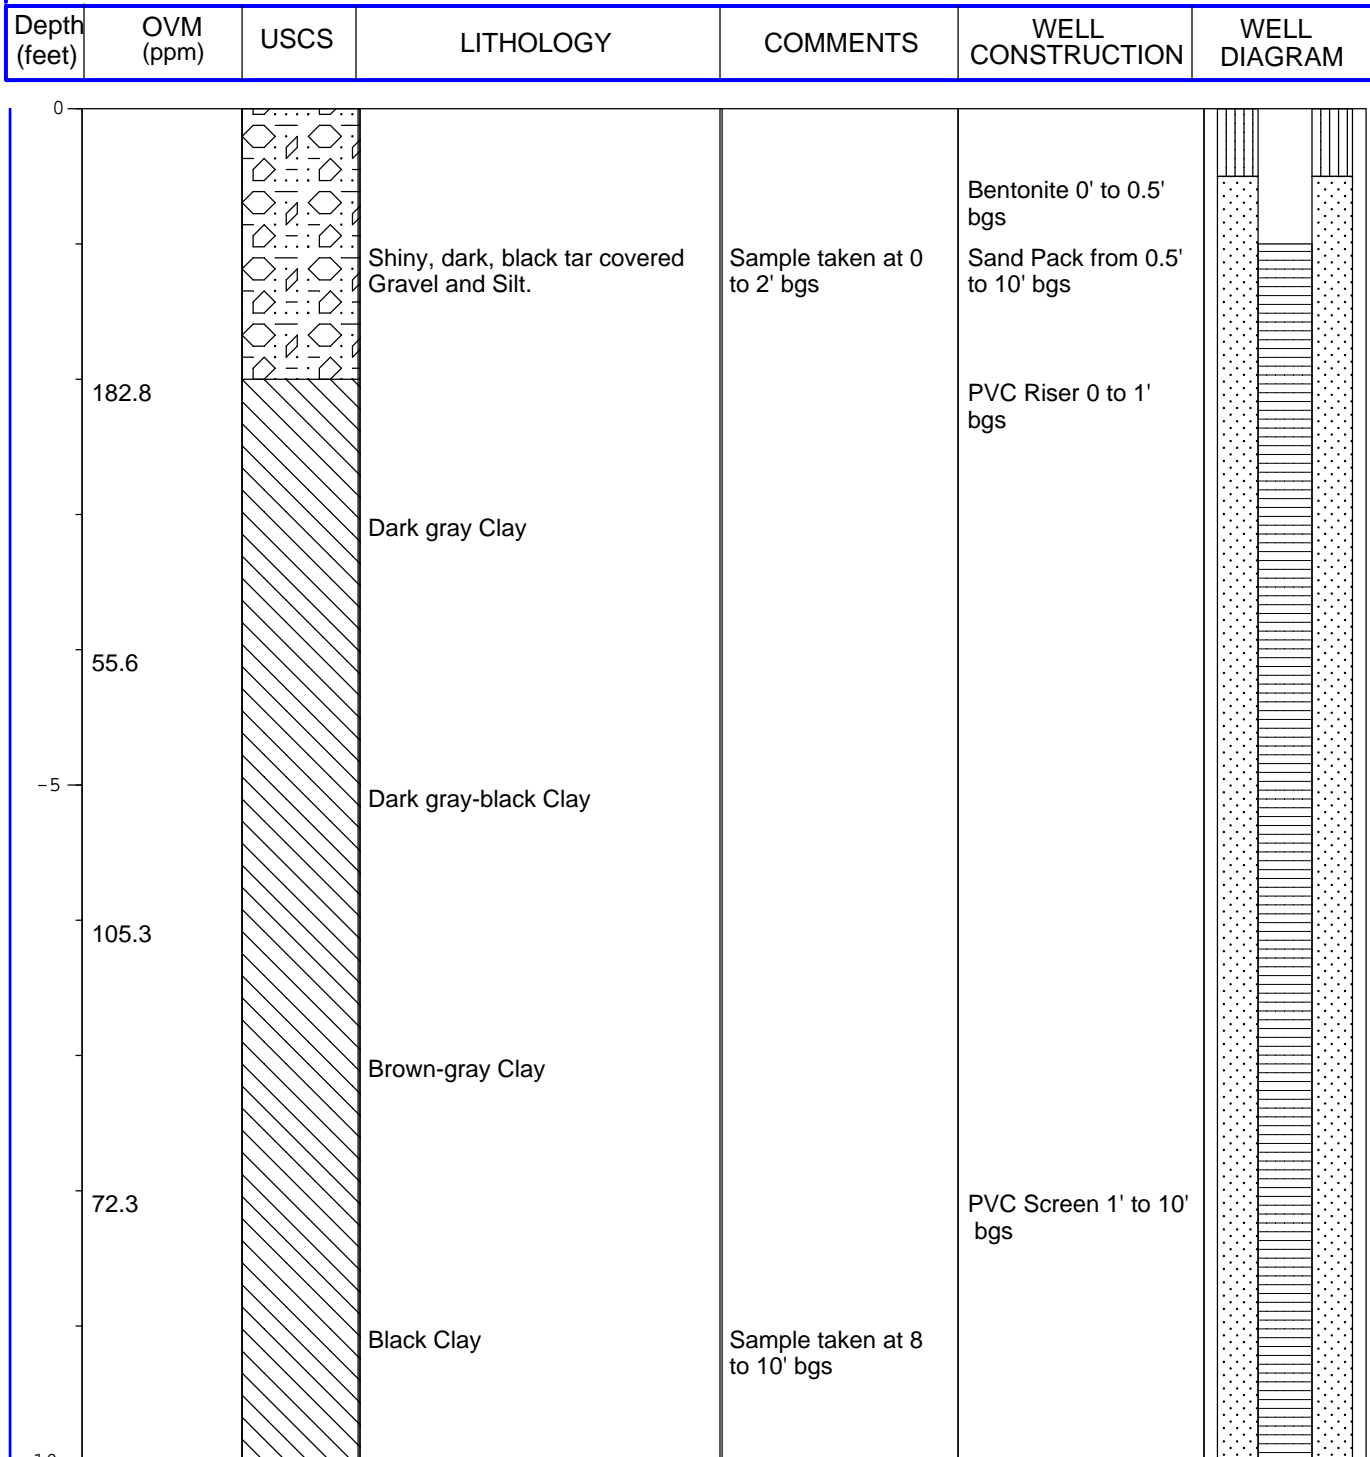 Depth
(feet)
OVM
(ppm)
USCS
LITHOLOGY
COMMENTS
WELL
CONSTRUCTION
WELL
DIAGRAM
0
Bentonite 0' to 0.5'
bgs
Shiny, dark, black tar covered
Gravel and Silt.
Sample taken at 0
to 2' bgs
Sand Pack from 0.5'
to 10' bgs
182.8
PVC Riser 0 to 1'
bgs
Dark gray Clay
55.6
-5
Dark gray-black Clay
105.3
Brown-gray Clay
72.3
PVC Screen 1' to 10'
bgs
Black Clay
Sample taken at 8
to 10' bgs